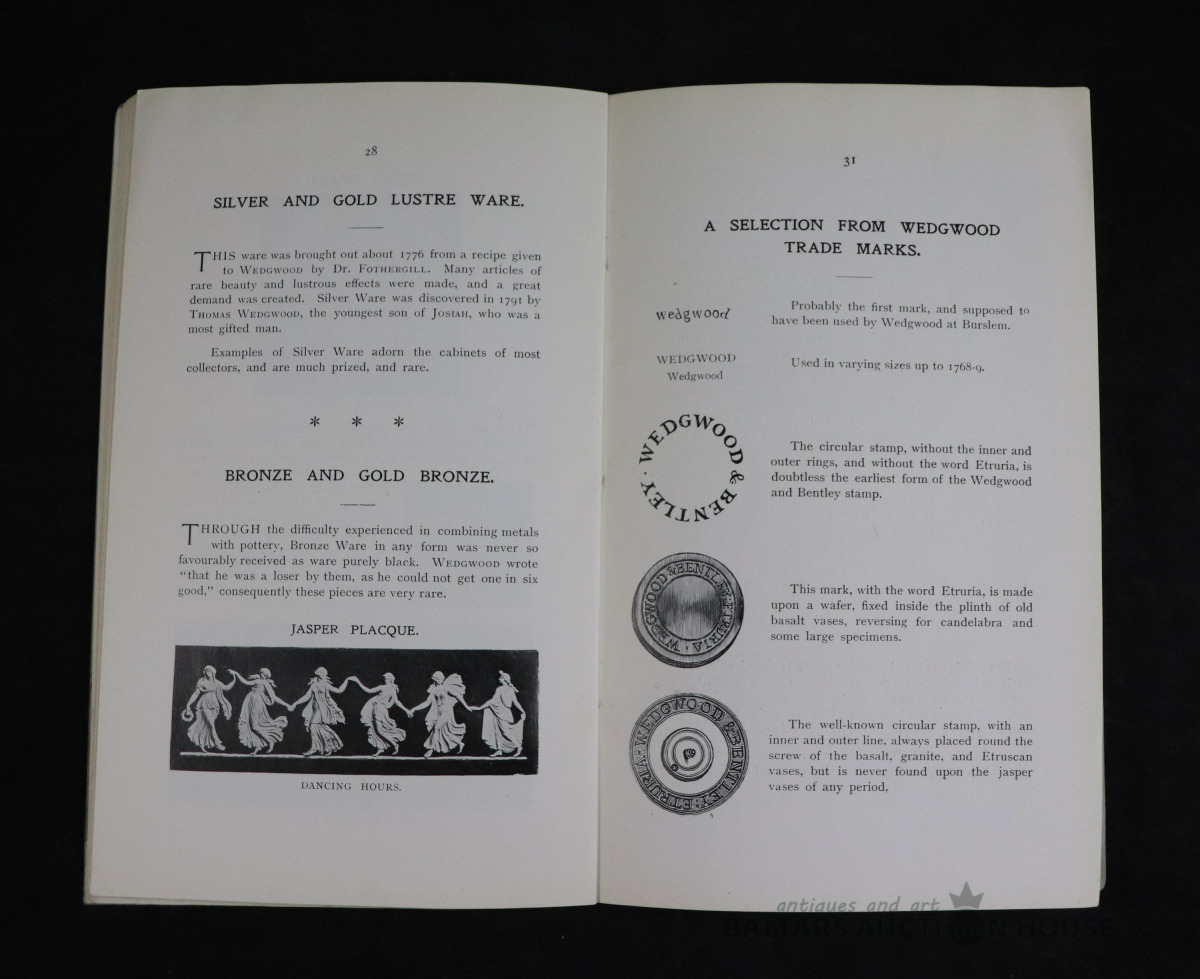 28
SILVER AND GOLD LUSTRE WARE.
THIS ware was brought out about 1776 from a recipe given
to WEDGWOOD by Dr. FOTHERGILL. Many articles of
rare beauty and lustrous effects were made, and a great
demand was created. Silver Ware was discovered in 1791 by
THOMAS WEDGWOOD, the youngest son of JOSIAH, who was a
most gifted man.
Examples of Silver Ware adorn the cabinets of most
collectors, and are much prized, and rare.
* * *
BRONZE AND GOLD BRONZE.
THROUGH the difficulty experienced in combining metals
with pottery, Bronze Ware in any form was never so
favourably received as ware purely black. WEDGWOOD wrote
"that he was a loser by them, as he could not get one in six
good," consequently these pieces are very rare.
JASPER PLACQUE.
DANCING HOURS.
31
A SELECTION FROM WEDGWOOD
TRADE MARKS.
wedgwood
Probably the first mark, and supposed to
have been used by Wedgwood at Burslem.
WEDGWOOD
Wedgwood
Used in varying sizes up to 1768-9.
WEDGWOOD & BENTLEY ·
The circular stamp, without the inner and
outer rings, and without the word Etruria, is
doubtless the earliest form of the Wedgwood
and Bentley stamp.
WEDGWOOD & BENTLEY: ETRURIA ·
This mark, with the word Etruria, is made
upon a wafer, fixed inside the plinth of old
basalt vases, reversing for candelabra and
some large specimens.
WEDGWOOD & BENTLEY: ETRURIA ·
The well-known circular stamp, with an
inner and outer line, always placed round the
screw of the basalt, granite, and Etruscan
vases, but is never found upon the jasper
vases of any period.
antiques and art
BALTARS AUCTION HOUSE